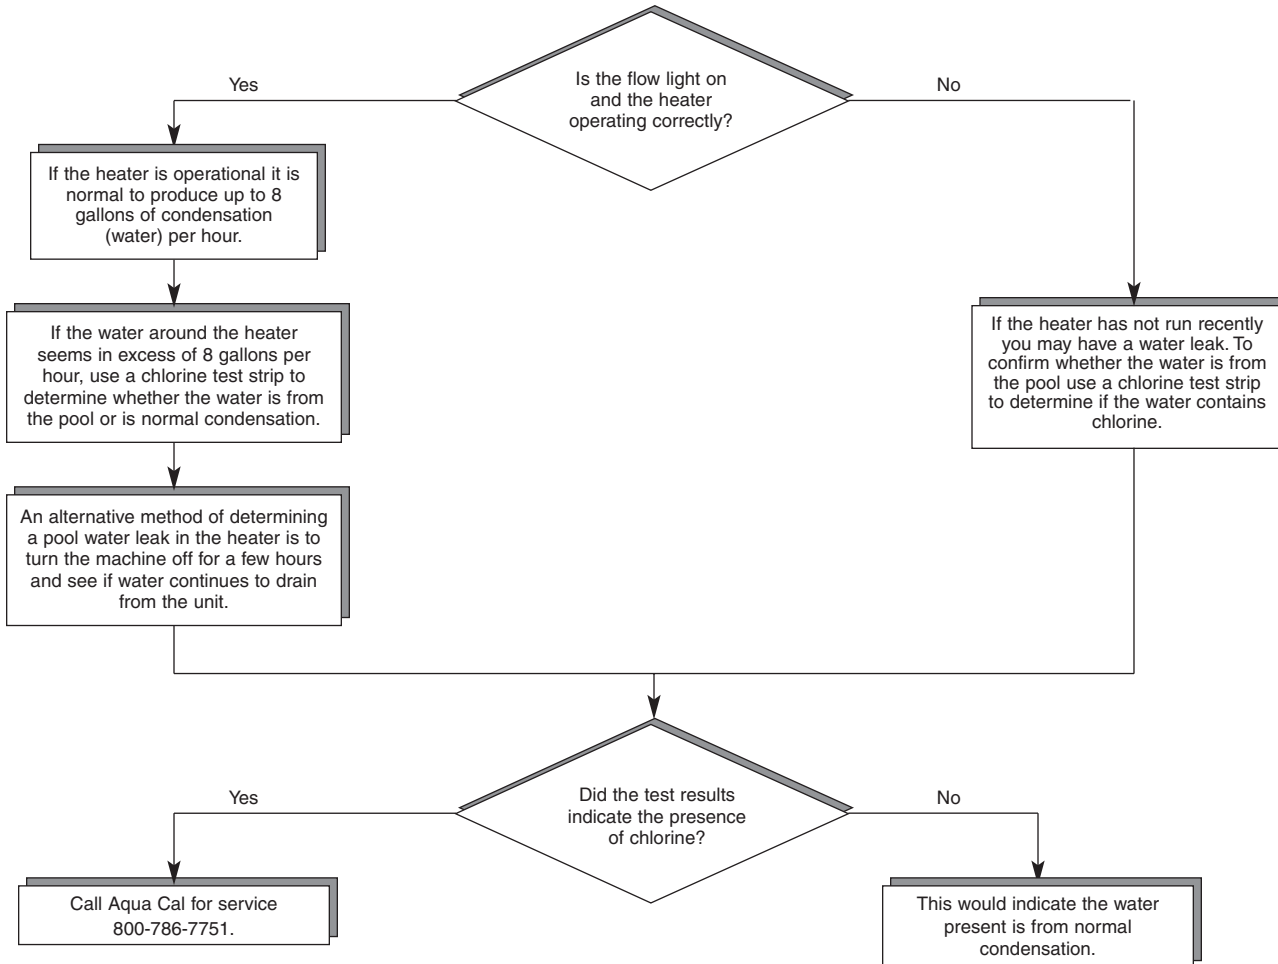 Is the flow light on
and the heater
operating correctly?
Yes
No
If the heater is operational it is
normal to produce up to 8
gallons of condensation
(water) per hour.
If the water around the heater
seems in excess of 8 gallons per
hour, use a chlorine test strip to
determine whether the water is from
the pool or is normal condensation.
If the heater has not run recently
you may have a water leak. To
confirm whether the water is from
the pool use a chlorine test strip
to determine if the water contains
chlorine.
An alternative method of determining
a pool water leak in the heater is to
turn the machine off for a few hours
and see if water continues to drain
from the unit.
Did the test results
indicate the presence
of chlorine?
Yes
No
Call Aqua Cal for service
800-786-7751.
This would indicate the water
present is from normal
condensation.